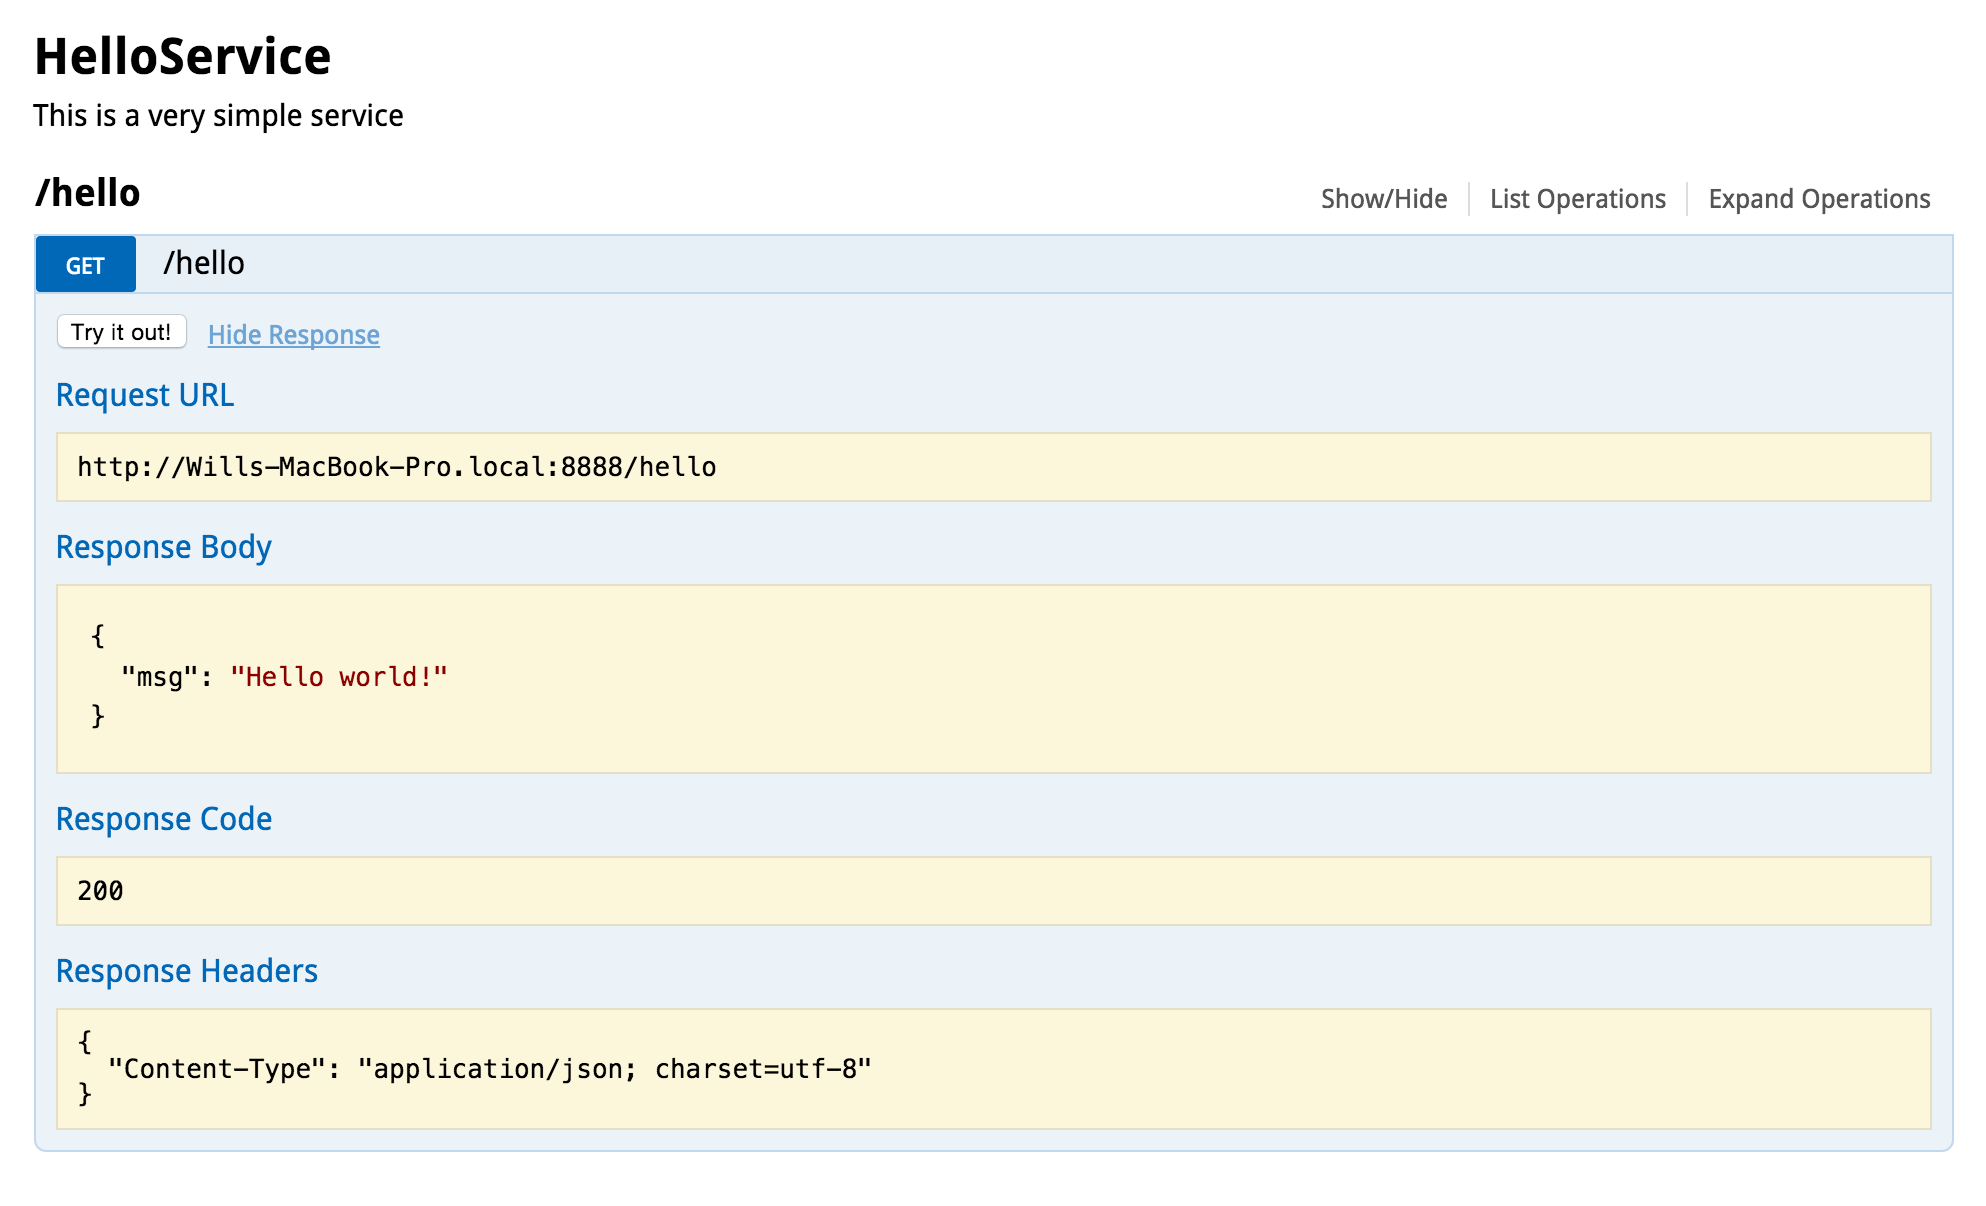 HelloService
This is a very simple service
/hello
Show/Hide
List Operations
Expand Operations
GET
/hello
Try it out!
Hide Response
Request URL
http://Wills-MacBook-Pro.local:8888/hello
Response Body
{
"msg": "Hello world!"
}
Response Code
200
Response Headers
{
"Content-Type": "application/json; charset=utf-8"
}